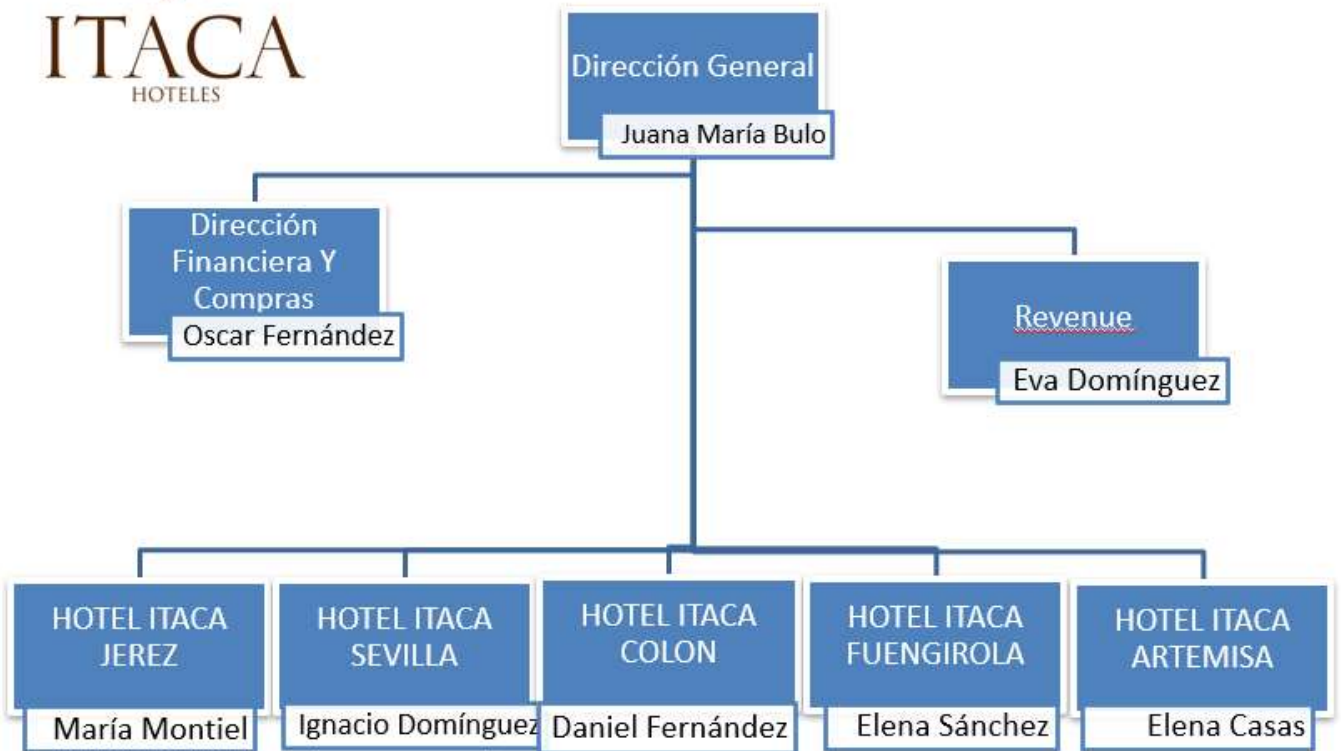 ITACA
HOTELES
Dirección General
Juana María Bulo
Dirección
Financiera Y
Compras
Oscar Fernández
Revenue
Eva Domínguez
HOTEL ITACA
JEREZ
María Montiel
HOTEL ITACA
SEVILLA
Ignacio Domínguez
HOTEL ITACA
COLON
Daniel Fernández
HOTEL ITACA
FUENGIROLA
Elena Sánchez
HOTEL ITACA
ARTEMISA
Elena Casas